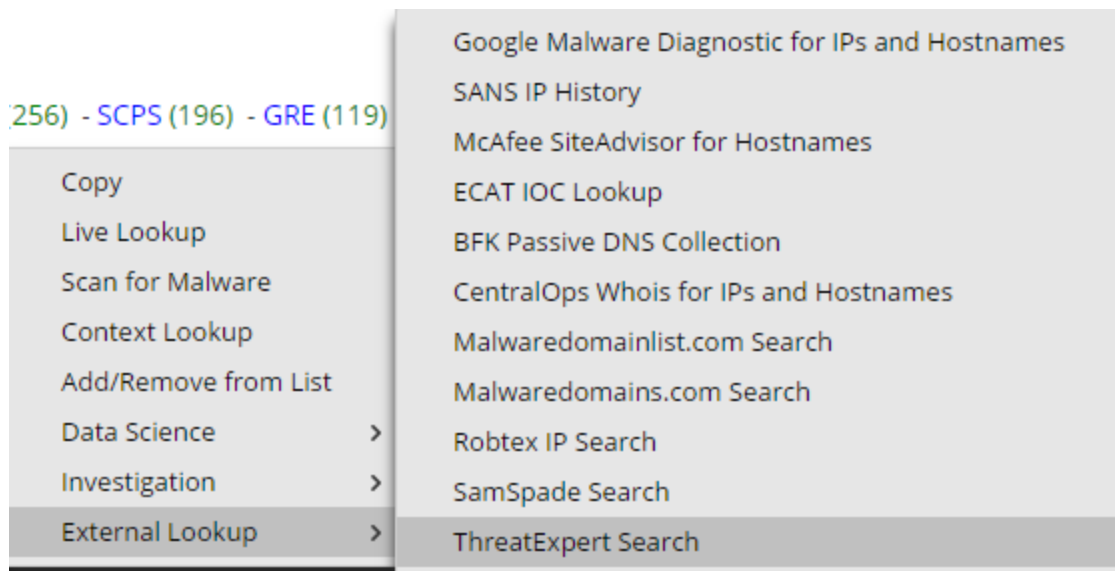 256) - SCPS (196) - GRE (119)
Copy
Live Lookup
Scan for Malware
Context Lookup
Add/Remove from List
Data Science
Investigation
External Lookup
Google Malware Diagnostic for IPs and Hostnames
SANS IP History
McAfee SiteAdvisor for Hostnames
ECAT IOC Lookup
BFK Passive DNS Collection
CentralOps Whois for IPs and Hostnames
Malwaredomainlist.com Search
Malwaredomains.com Search
Robtex IP Search
SamSpade Search
ThreatExpert Search